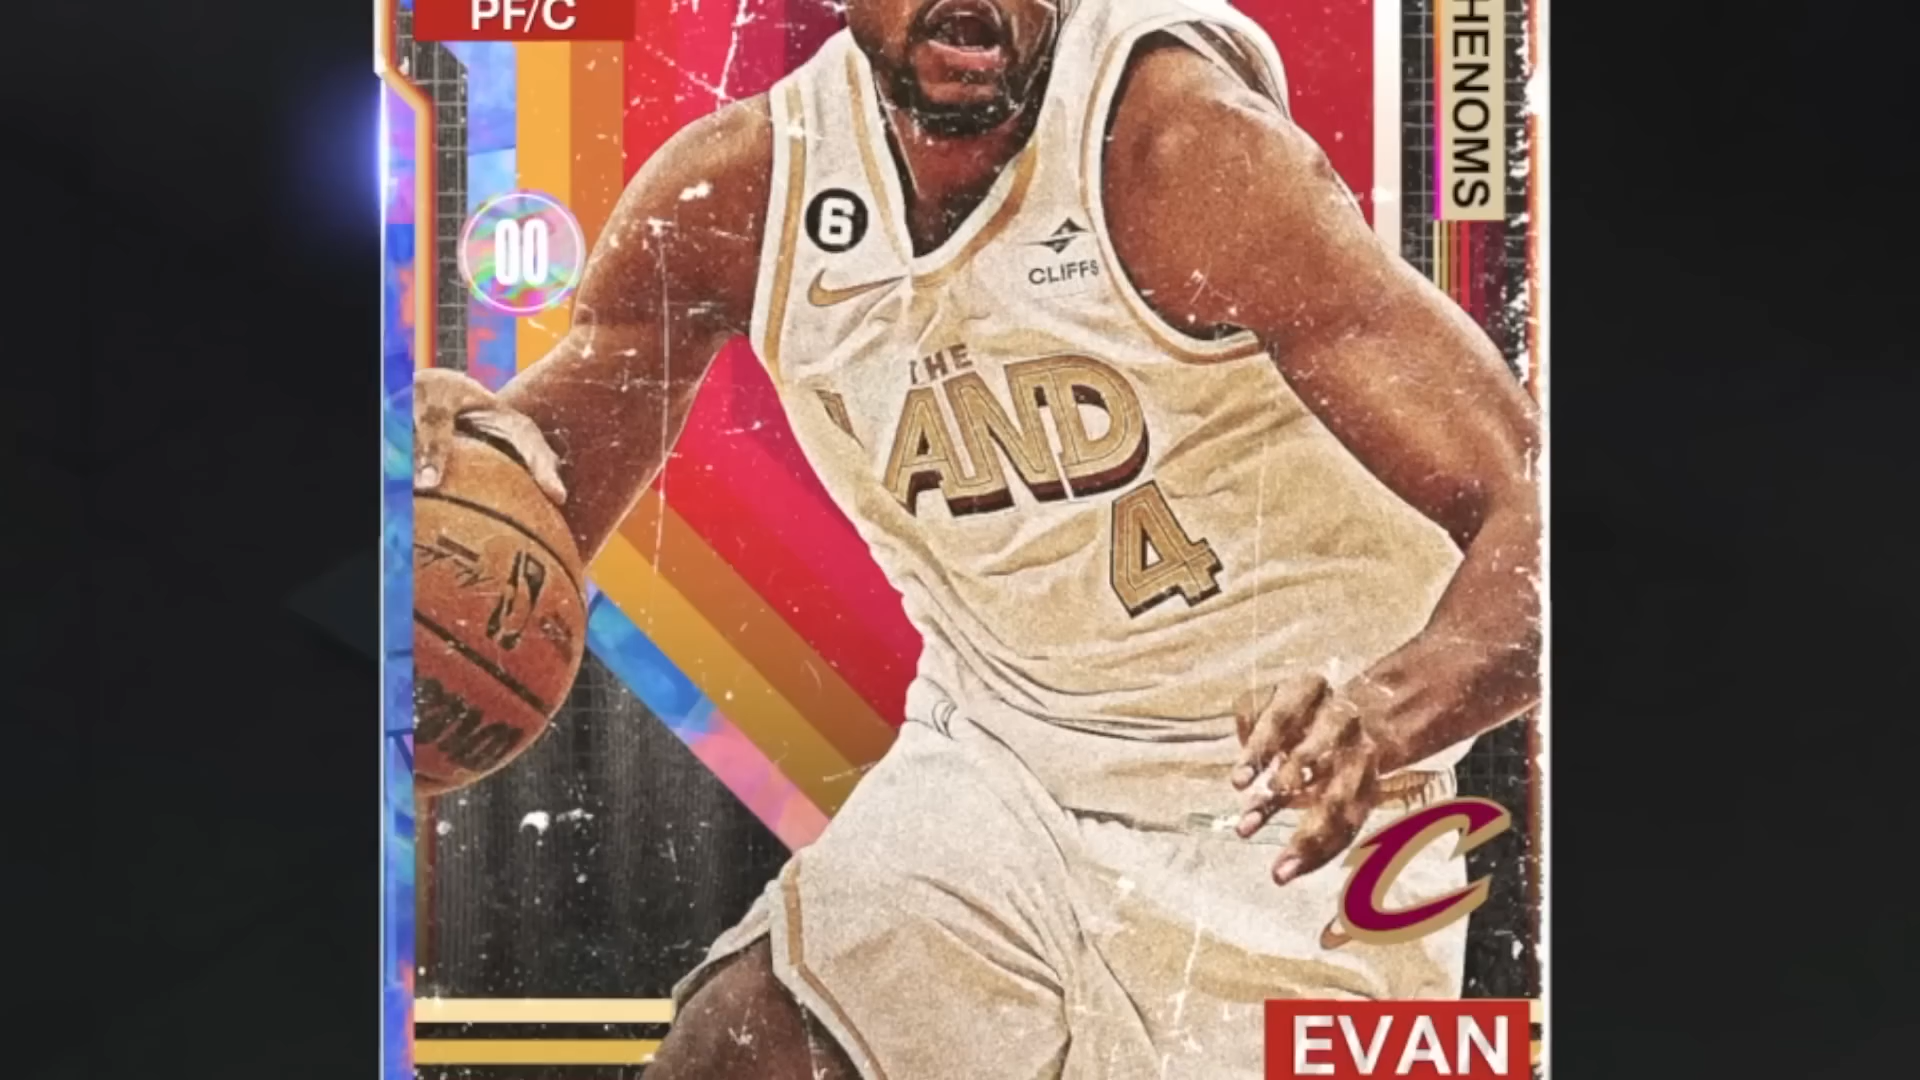 PF/C
HENOMS
00
6
CLIFFS
THE
LAND
4
C
EVAN